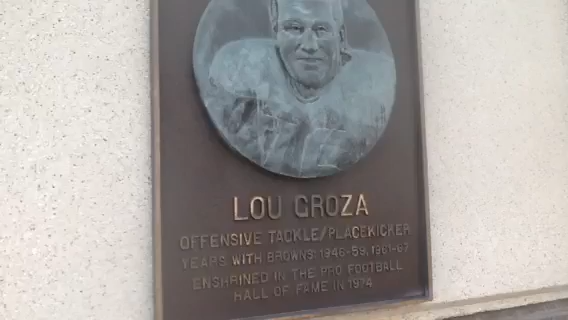 LOU GROZA
OFFENSIVE TACKLE/PLACEKICKER
YEARS WITH BROWNS: 1946-59, 1961-67
ENSHRINED IN THE PRO FOOTBALL
HALL OF FAME IN 1974